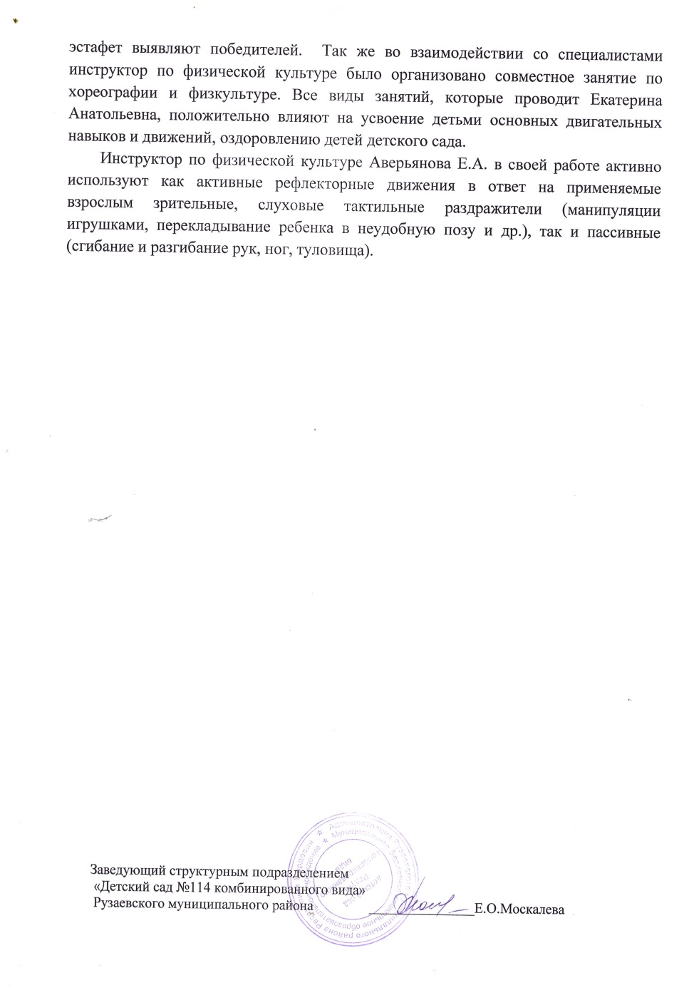 эстафет выявляют победителей. Так же во взаимодействии со специалистами
инструктор по физической культуре было организовано совместное занятие по
хореографии и физкультуре. Все виды занятий, которые проводит Екатерина
Анатольевна, положительно влияют на усвоение детьми основных двигательных
навыков и движений, оздоровлению детей детского сада.
Инструктор по физической культуре Аверьянова Е.А. в своей работе активно
используют как активные рефлекторные движения в ответ на применяемые
взрослым зрительные, слуховые тактильные раздражители (манипуляции
игрушками, перекладывание ребенка в неудобную позу и др.), так и пассивные
(сгибание и разгибание рук, ног, туловища).
Заведующий структурным подразделением
«Детский сад №114 комбинированного вида»
Рузаевского муниципального района Е.О.Москалева